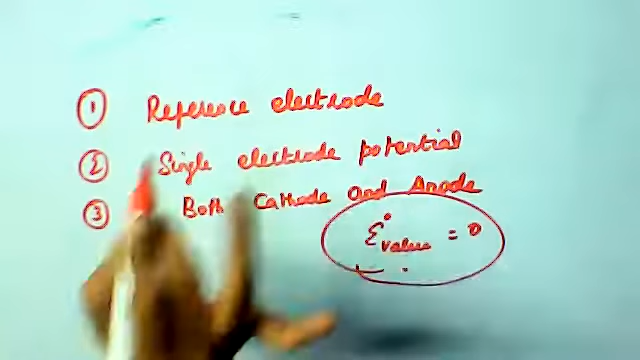 ① Reference electrode
② Single electrode potential
③ Both Cathode and Anode
ℰ° value = 0